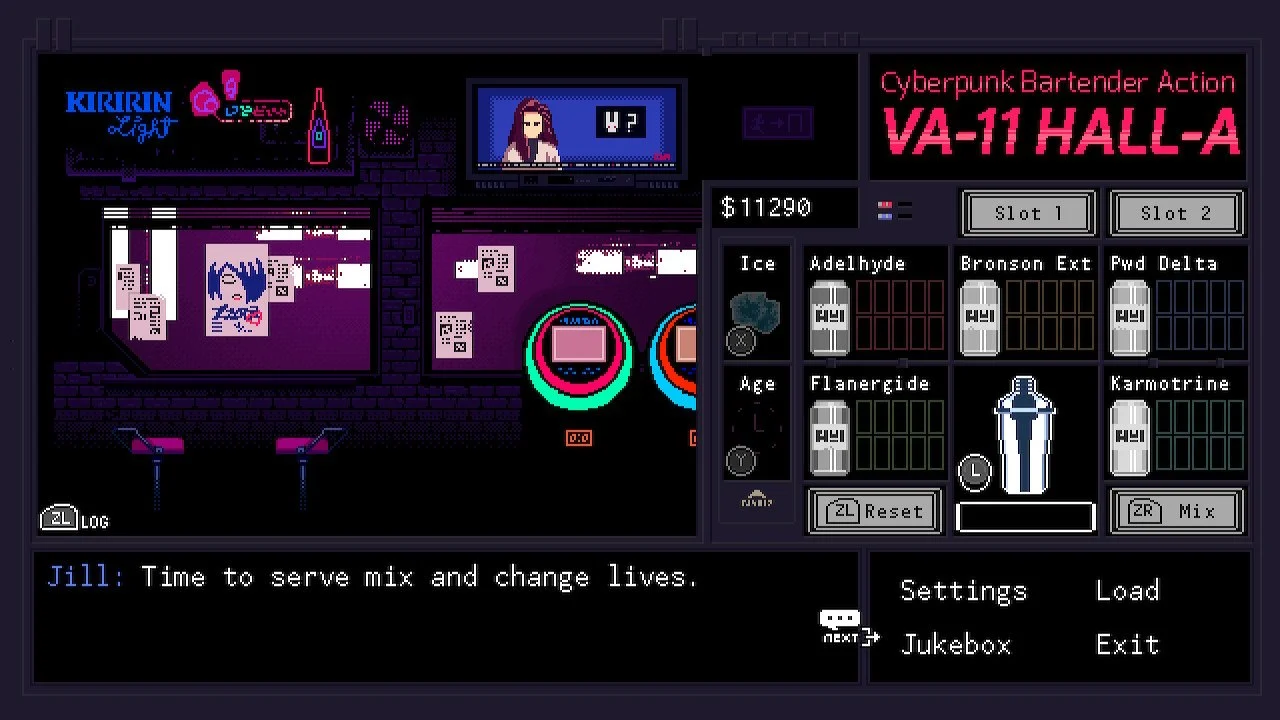 KIRIRIN
Light
Cyberpunk Bartender Action
VA-11 HALL-A
$11290
Slot 1
Slot 2
Ice
Adelhyde
Bronson Ext
Pwd Delta
X
Age
Flanergide
Karmotrine
Y
L
ZL Reset
ZR Mix
ZL LOG
Jill: Time to serve mix and change lives.
NEXT
Settings
Load
Jukebox
Exit